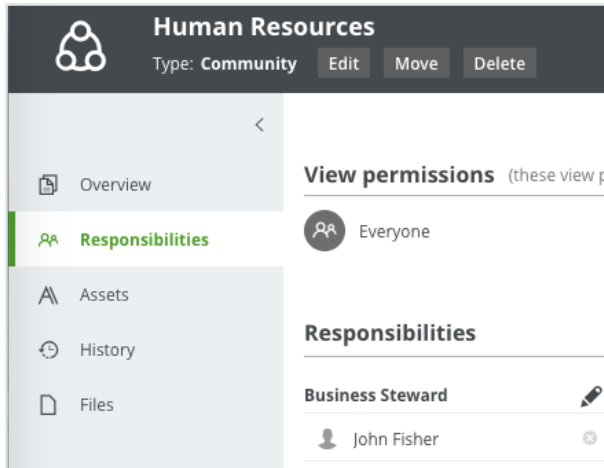 Human Resources
Type: Community Edit Move Delete
Overview
Responsibilities
Assets
History
Files
View permissions (these view p
Everyone
Responsibilities
Business Steward
John Fisher